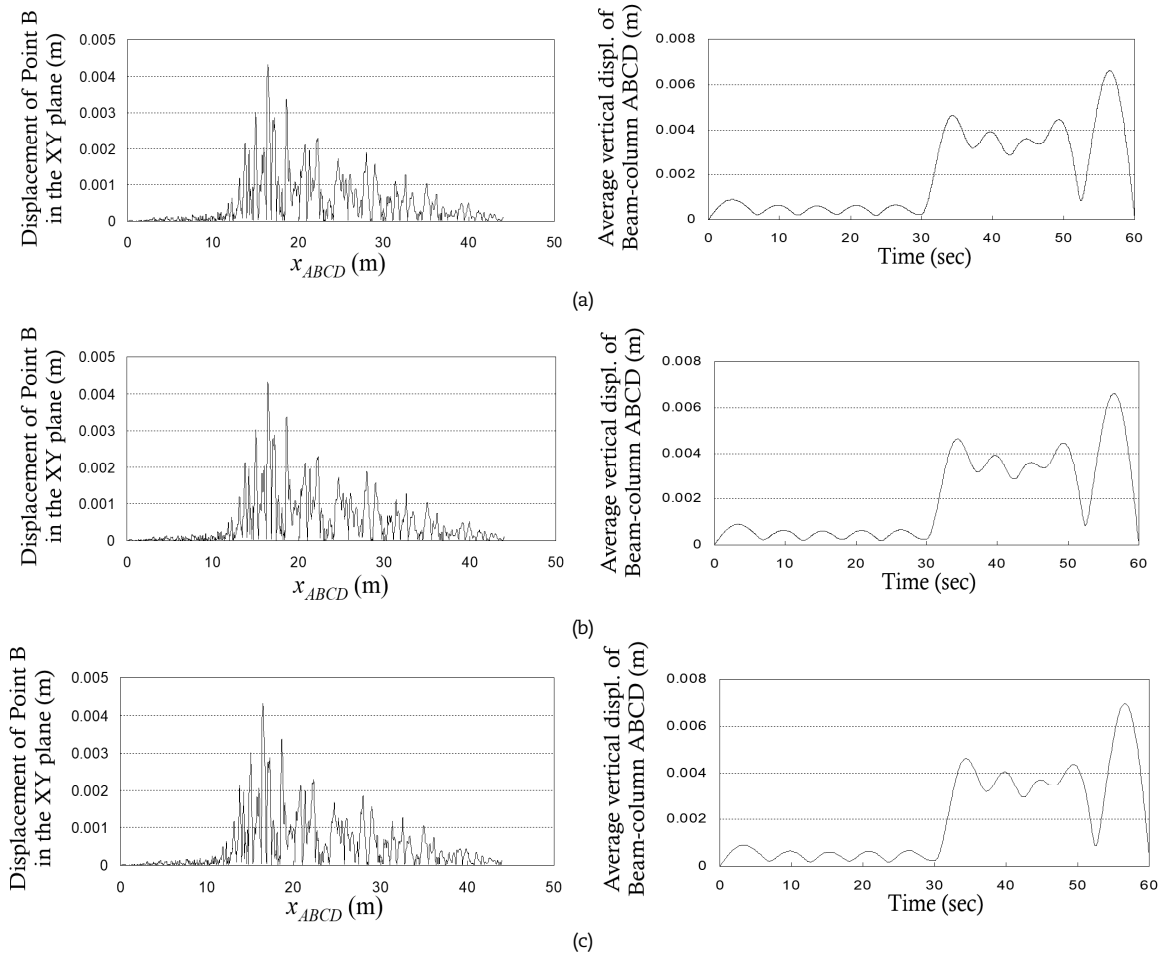 Displacement of Point B
in the XY plane (m)
0.005
0.004
0.003
0.002
0.001
0
0 10 20 30 40 50
x_ABCD (m)
Average vertical displ. of
Beam-column ABCD (m)
0.008
0.006
0.004
0.002
0
0 10 20 30 40 50 60
Time (sec)
(a)
Displacement of Point B
in the XY plane (m)
0.005
0.004
0.003
0.002
0.001
0
0 10 20 30 40 50
x_ABCD (m)
Average vertical displ. of
Beam-column ABCD (m)
0.008
0.006
0.004
0.002
0
0 10 20 30 40 50 60
Time (sec)
(b)
Displacement of Point B
in the XY plane (m)
0.005
0.004
0.003
0.002
0.001
0
0 10 20 30 40 50
x_ABCD (m)
Average vertical displ. of
Beam-column ABCD (m)
0.008
0.006
0.004
0.002
0
0 10 20 30 40 50 60
Time (sec)
(c)